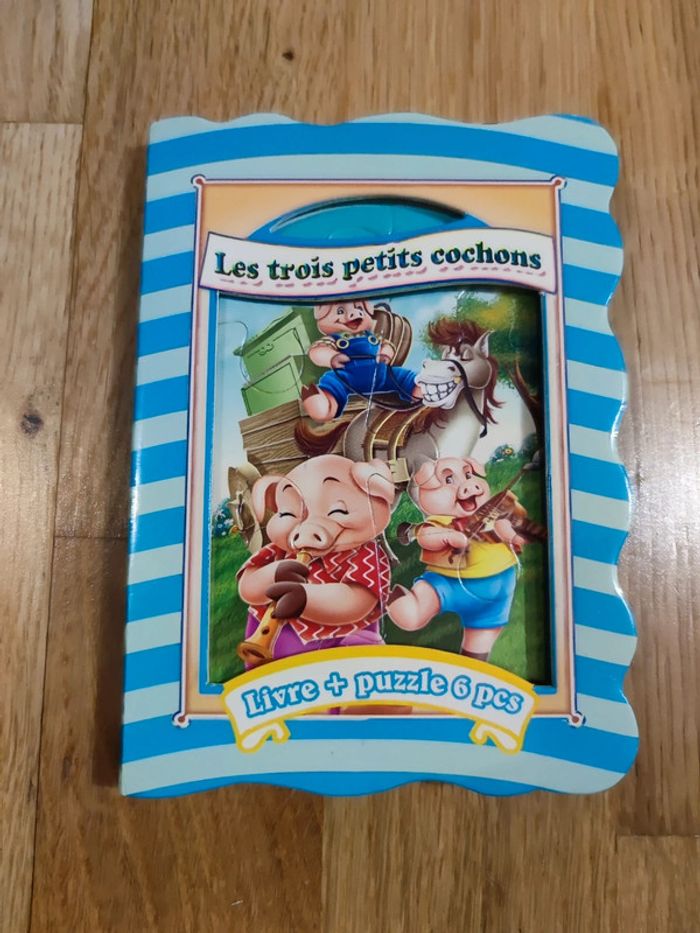 Les trois petits cochons
Livre + puzzle 6 pcs